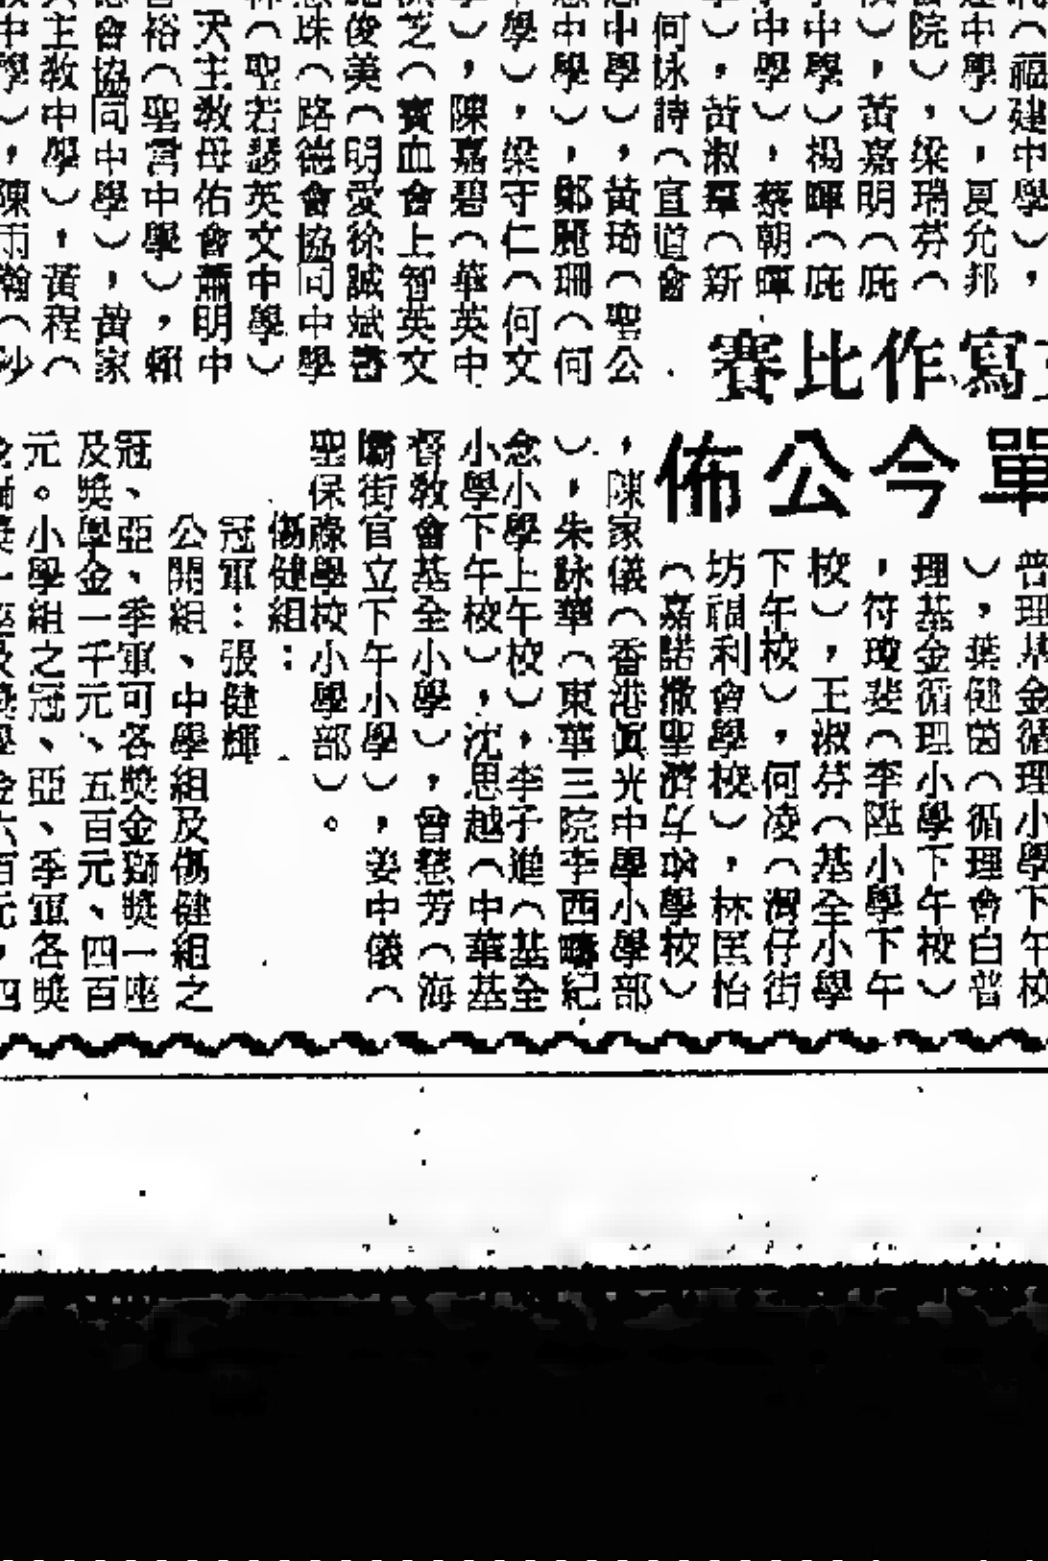 （福建中學），
中學），夏允邦
院），梁瑞芬（
），黃嘉明（庇
中學）楊暉（庇
中學），蔡朝暉
），黃淑羣（新
何詠詩（宣道會
中學），黃琦（聖公
中學），鄭麗珊（何
學），梁守仁（何文
），陳嘉碧（華英中
芝（寶血會上智英文
俊美（明愛徐誠斌書
珠（路德會協同中學
（聖若瑟英文中學）
天主教母佑會蕭明中
裕（聖言中學），賴
會協同中學），黃家
主教中學），黃程（
中學），陳雨瀚（沙
寫作比賽
單今公佈
普理基金循理小學下午校
），葉健茵（循理會白普
理基金循理小學下午校）
，符瓊斐（李陞小學下午
校），王淑芬（基全小學
下午校），何凌（灣仔街
坊福利會學校），林匡怡
（嘉諾撒聖學校）
，陳家儀（香港眞光中學小學部
），朱詠華（東華三院李西疇紀
念小學上午校），李子進（基全
小學下午校），沈思越（中華基
督教會基全小學），曾慧芳（海
壩街官立下午小學），姜中儀（
聖保祿學校小學部）。
傷健組：
冠軍：張健輝
公開組、中學組及傷健組之
冠、亞、季軍可各獎金獅獎一座
及獎學金一千元、五百元、四百
元。小學組之冠、亞、季軍各獎